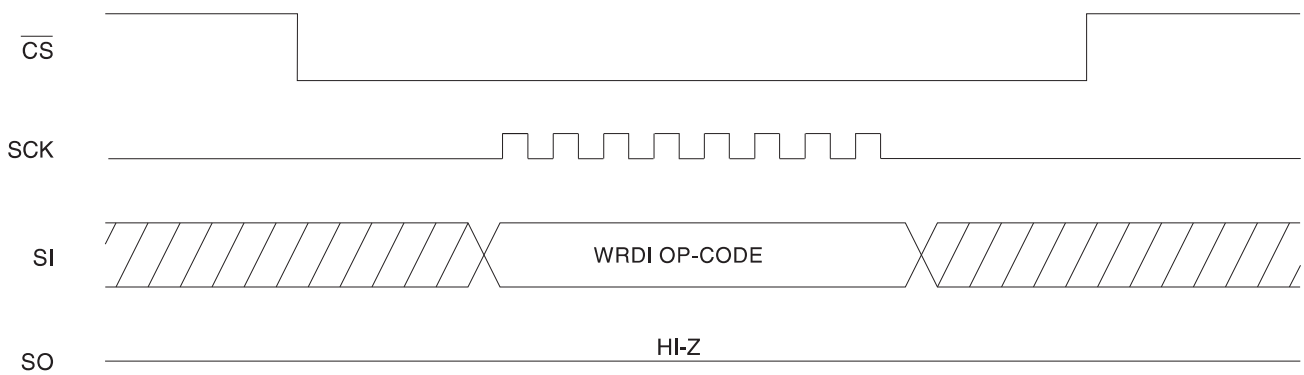 CS
SCK
SI
WRDI OP-CODE
SO
HI-Z